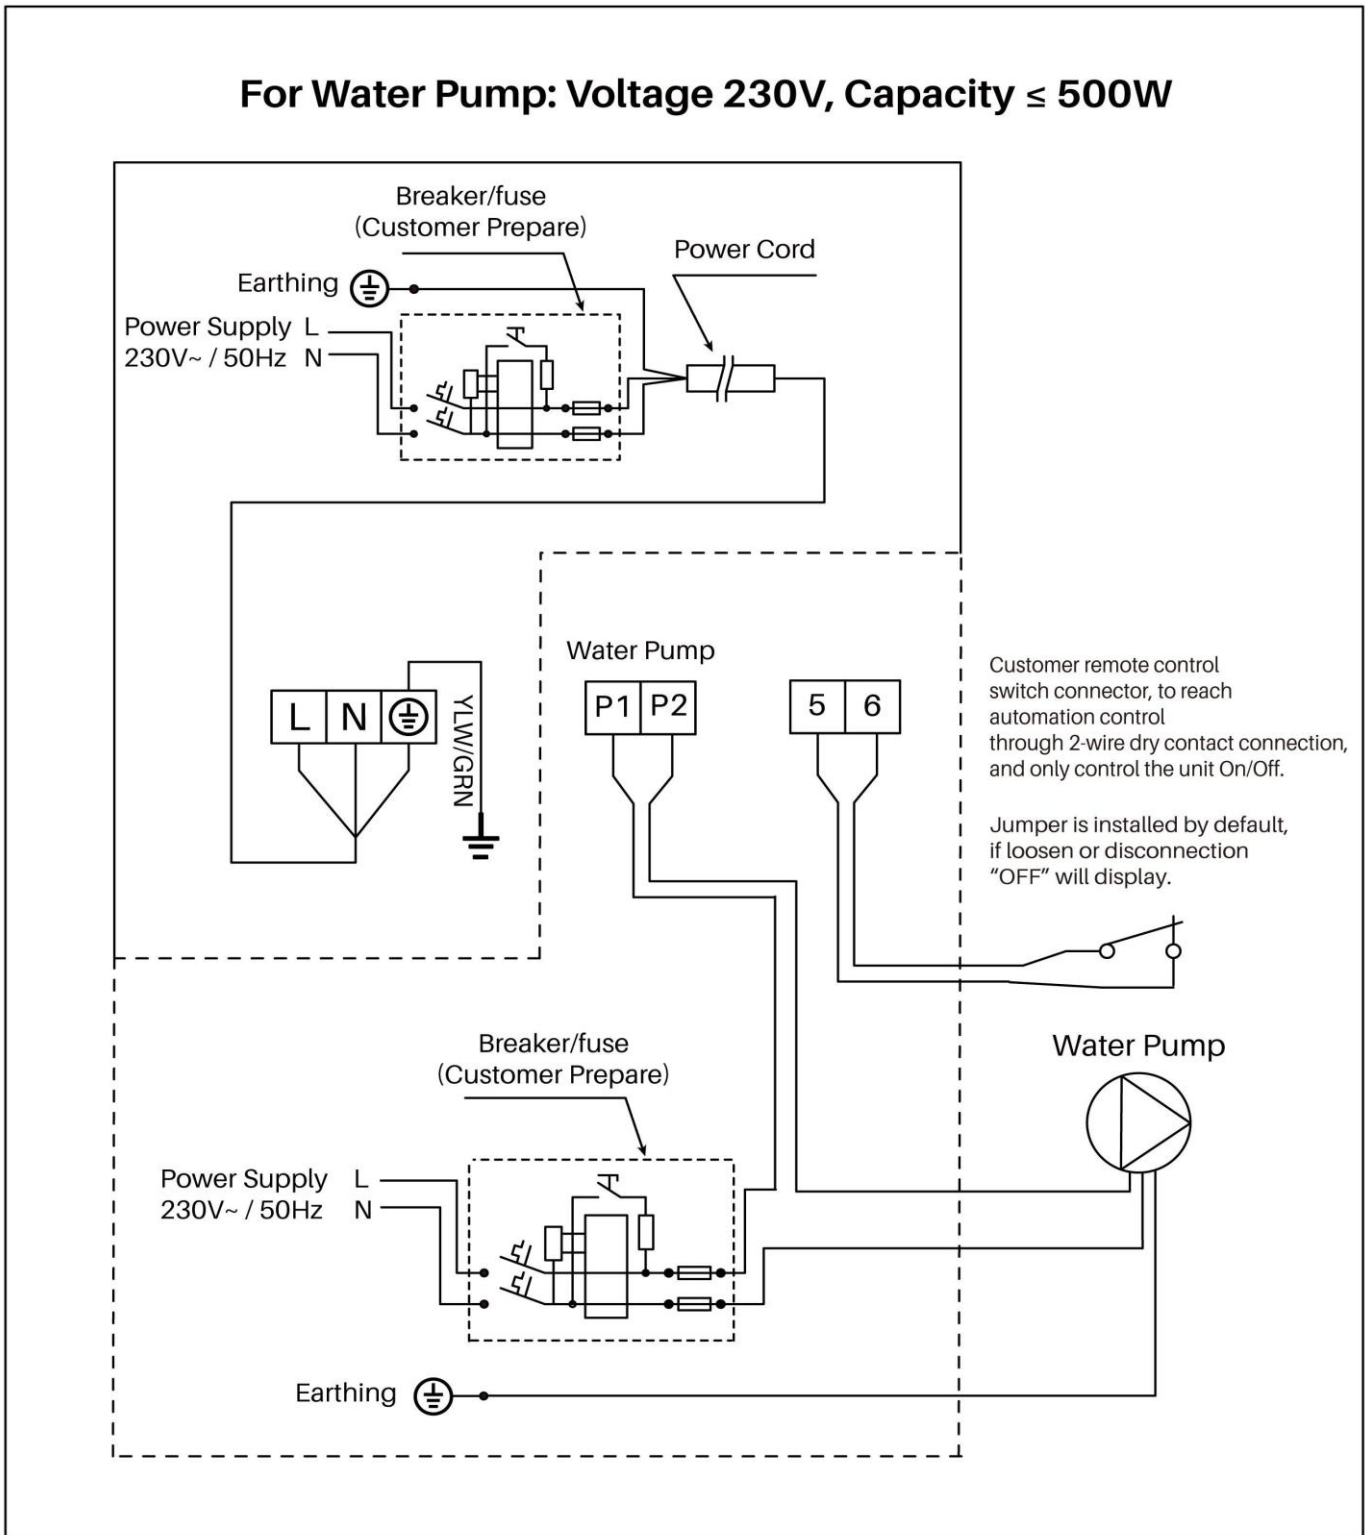 For Water Pump: Voltage 230V, Capacity ≤ 500W
Breaker/fuse
(Customer Prepare)
Power Cord
Earthing
Power Supply L
230V~ / 50Hz N
Water Pump
L N
YLW/GRN
P1 P2
5 6
Customer remote control
switch connector, to reach
automation control
through 2-wire dry contact connection,
and only control the unit On/Off.
Jumper is installed by default,
if loosen or disconnection
“OFF” will display.
Breaker/fuse
(Customer Prepare)
Water Pump
Power Supply L
230V~ / 50Hz N
Earthing